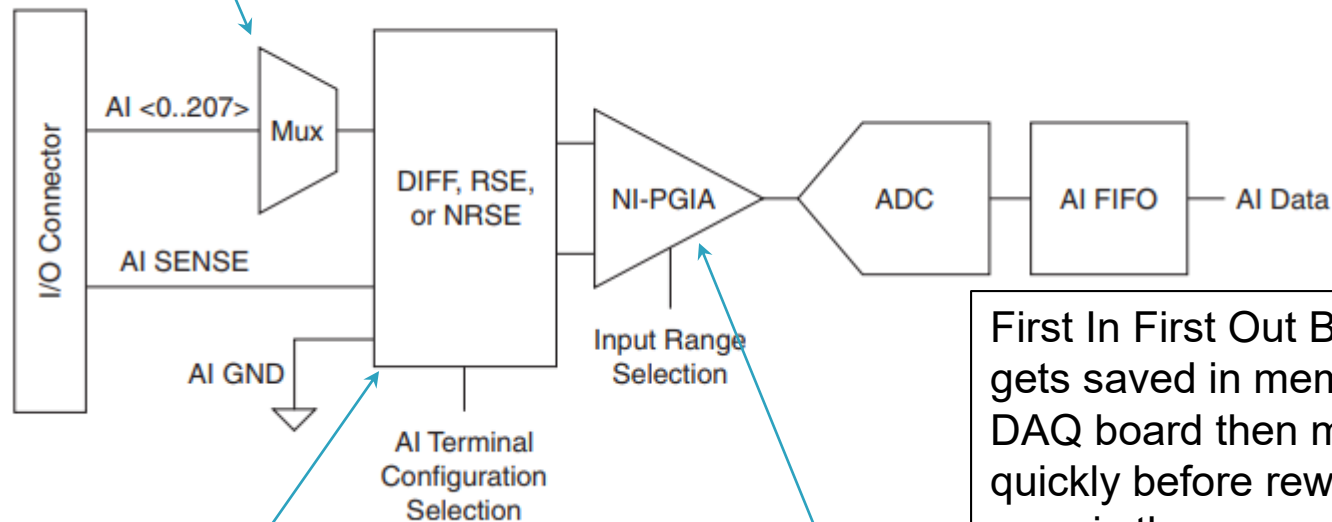 I/O Connector
AI <0..207>
Mux
AI SENSE
AI GND
DIFF, RSE,
or NRSE
AI Terminal
Configuration
Selection
NI-PGIA
Input Range
Selection
ADC
AI FIFO
AI Data
First In First Out B
gets saved in mem
DAQ board then m
quickly before rew